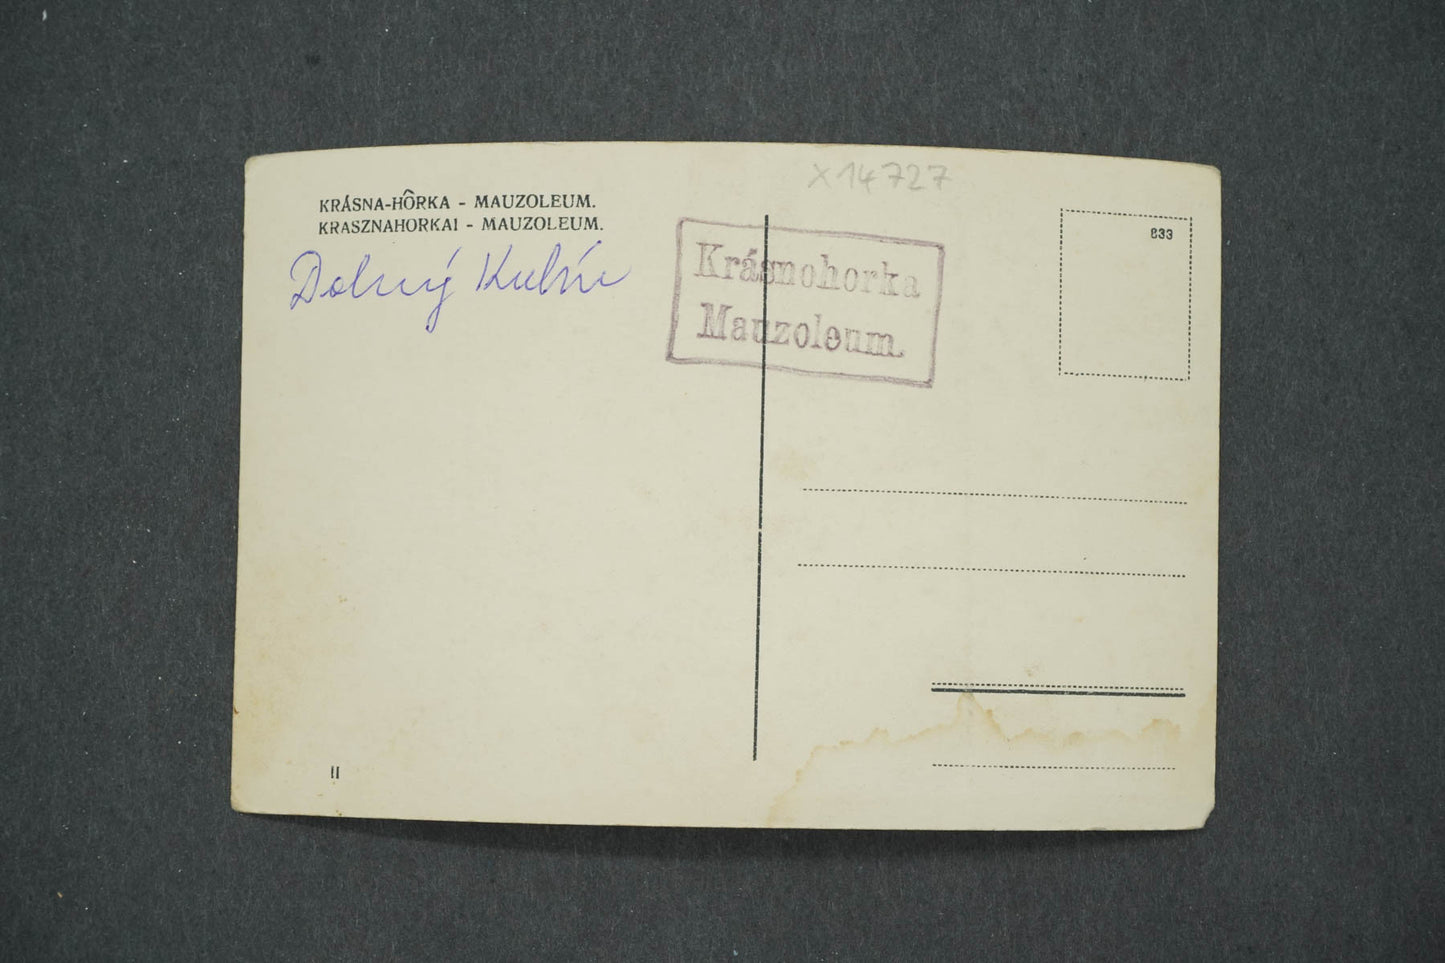 X14727
KRÁSNA-HÔRKA - MAUZOLEUM.
KRASZNAHORKAI - MAUZOLEUM.
Dolný Kubín
Krásnohorka
Mauzoleum.
833
II